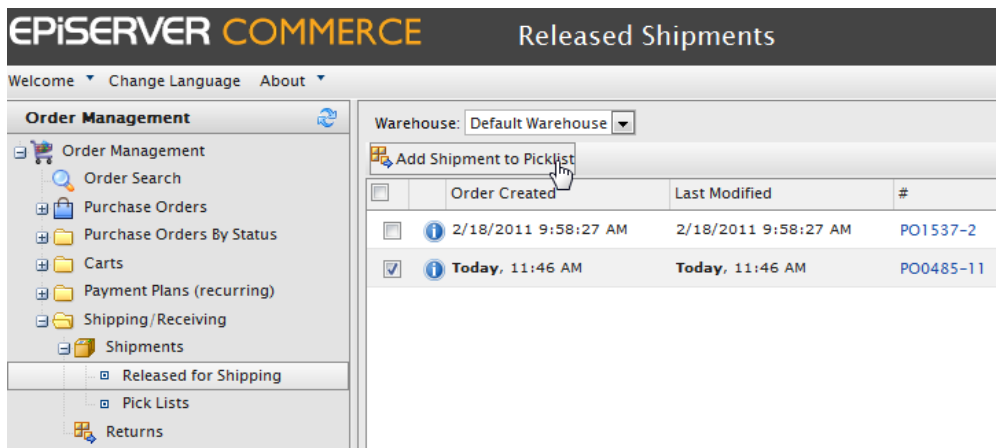 EPiSERVER COMMERCE Released Shipments
Welcome Change Language About
Order Management
Order Management
Order Search
Purchase Orders
Purchase Orders By Status
Carts
Payment Plans (recurring)
Shipping/Receiving
Shipments
Released for Shipping
Pick Lists
Returns
Warehouse: Default Warehouse
Add Shipment to Picklist
Order Created Last Modified #
2/18/2011 9:58:27 AM 2/18/2011 9:58:27 AM PO1537-2
Today, 11:46 AM Today, 11:46 AM PO0485-11